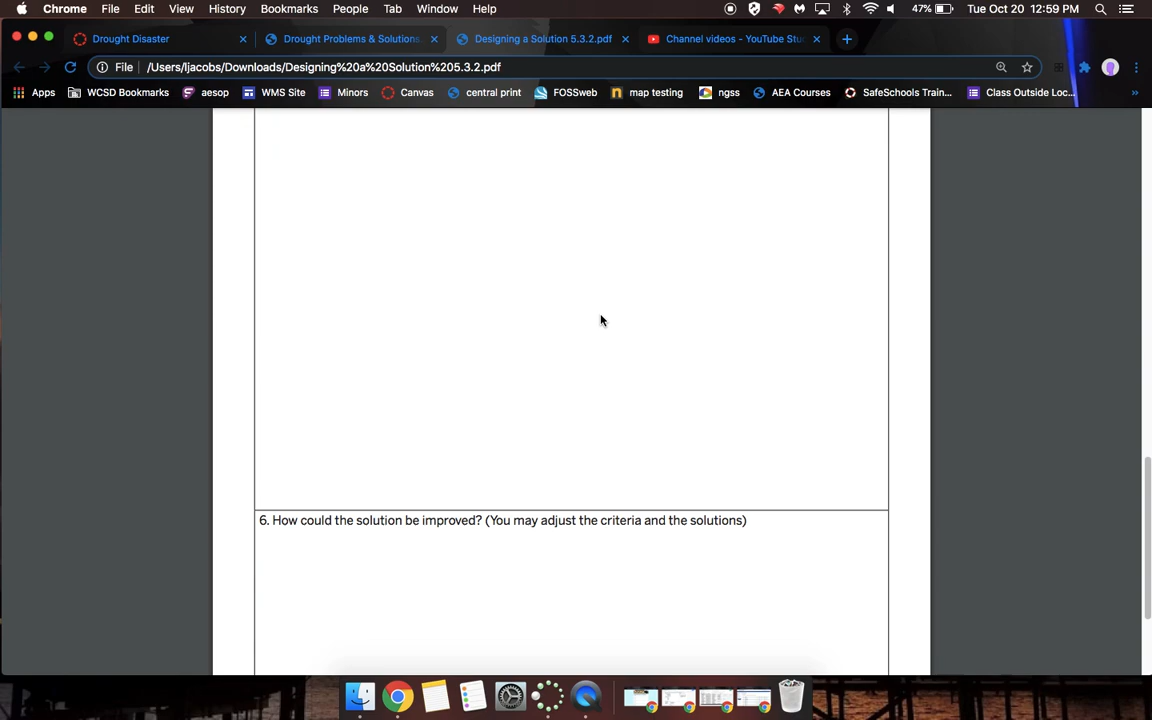 Chrome File Edit View History Bookmarks People Tab Window Help 47% Tue Oct 20 12:59 PM
Drought Disaster Drought Problems & Solutions Designing a Solution 5.3.2.pdf Channel videos - YouTube Stu
File /Users/ljacobs/Downloads/Designing%20a%20Solution%205.3.2.pdf
Apps WCSD Bookmarks aesop WMS Site Minors Canvas central print FOSSweb map testing ngss AEA Courses SafeSchools Train... Class Outside Loc... »
6. How could the solution be improved? (You may adjust the criteria and the solutions)